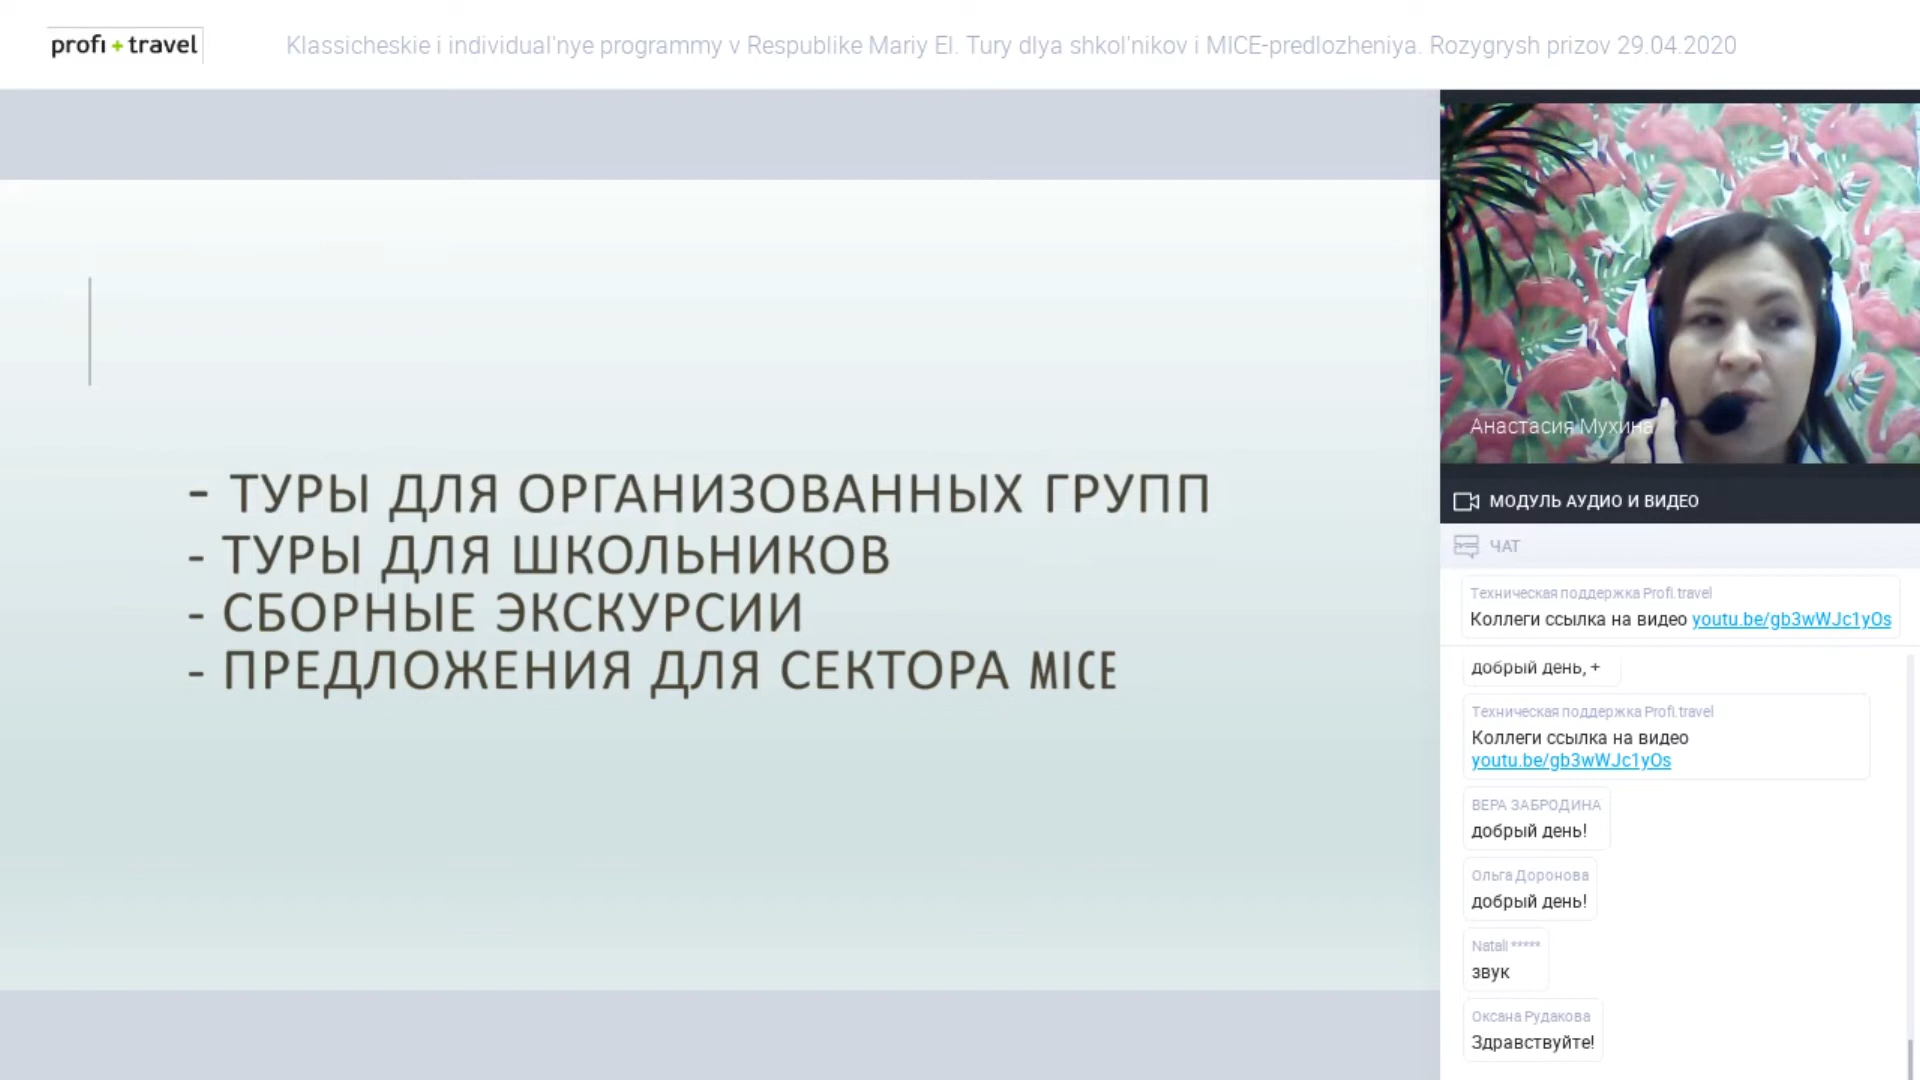 profi + travel
Klassicheskie i individual'nye programmy v Respublike Mariy El. Tury dlya shkol'nikov i MICE-predlozheniya. Rozygrysh prizov 29.04.2020
- ТУРЫ ДЛЯ ОРГАНИЗОВАННЫХ ГРУПП
- ТУРЫ ДЛЯ ШКОЛЬНИКОВ
- СБОРНЫЕ ЭКСКУРСИИ
- ПРЕДЛОЖЕНИЯ ДЛЯ СЕКТОРА MICE
Анастасия Мухина
МОДУЛЬ АУДИО И ВИДЕО
ЧАТ
Техническая поддержка Profi.travel
Коллеги ссылка на видео youtu.be/gb3wWJc1yOs
добрый день, +
Техническая поддержка Profi.travel
Коллеги ссылка на видео
youtu.be/gb3wWJc1yOs
ВЕРА ЗАБРОДИНА
добрый день!
Ольга Доронова
добрый день!
Natali *****
звук
Оксана Рудакова
Здравствуйте!